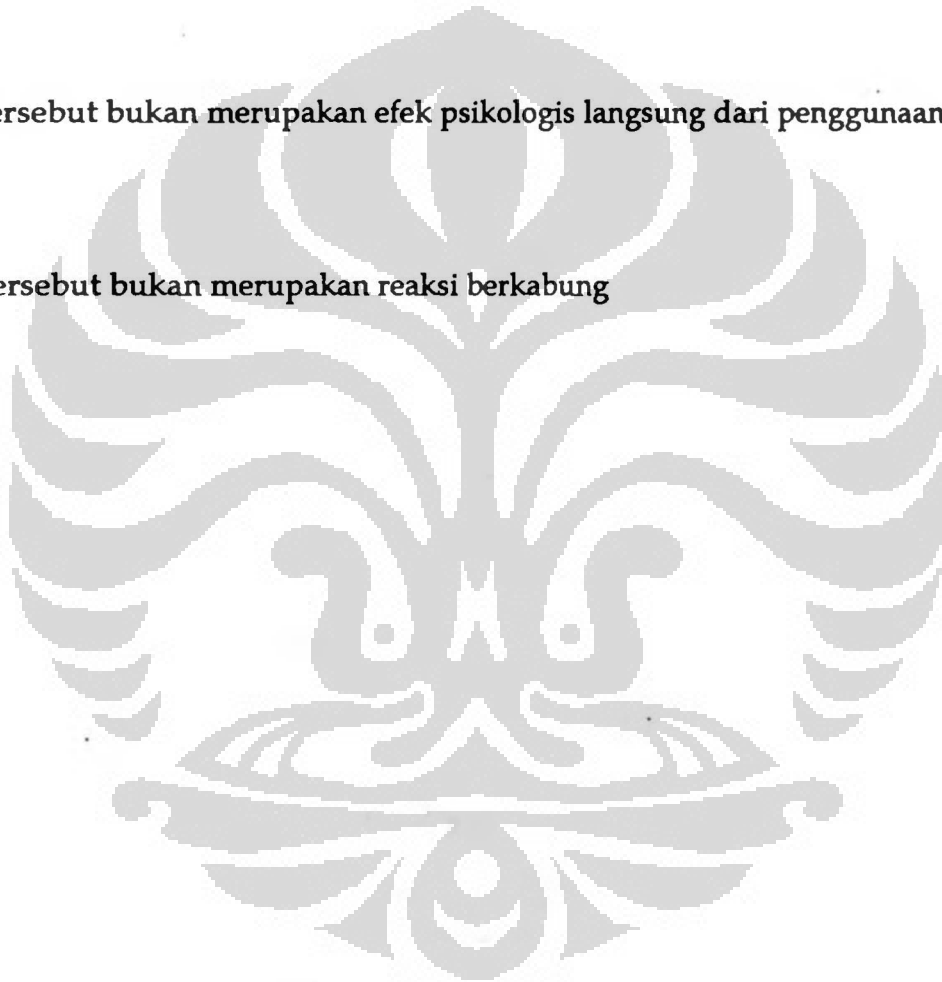 ersebut bukan merupakan efek psikologis langsung dari penggunaan
ersebut bukan merupakan reaksi berkabung